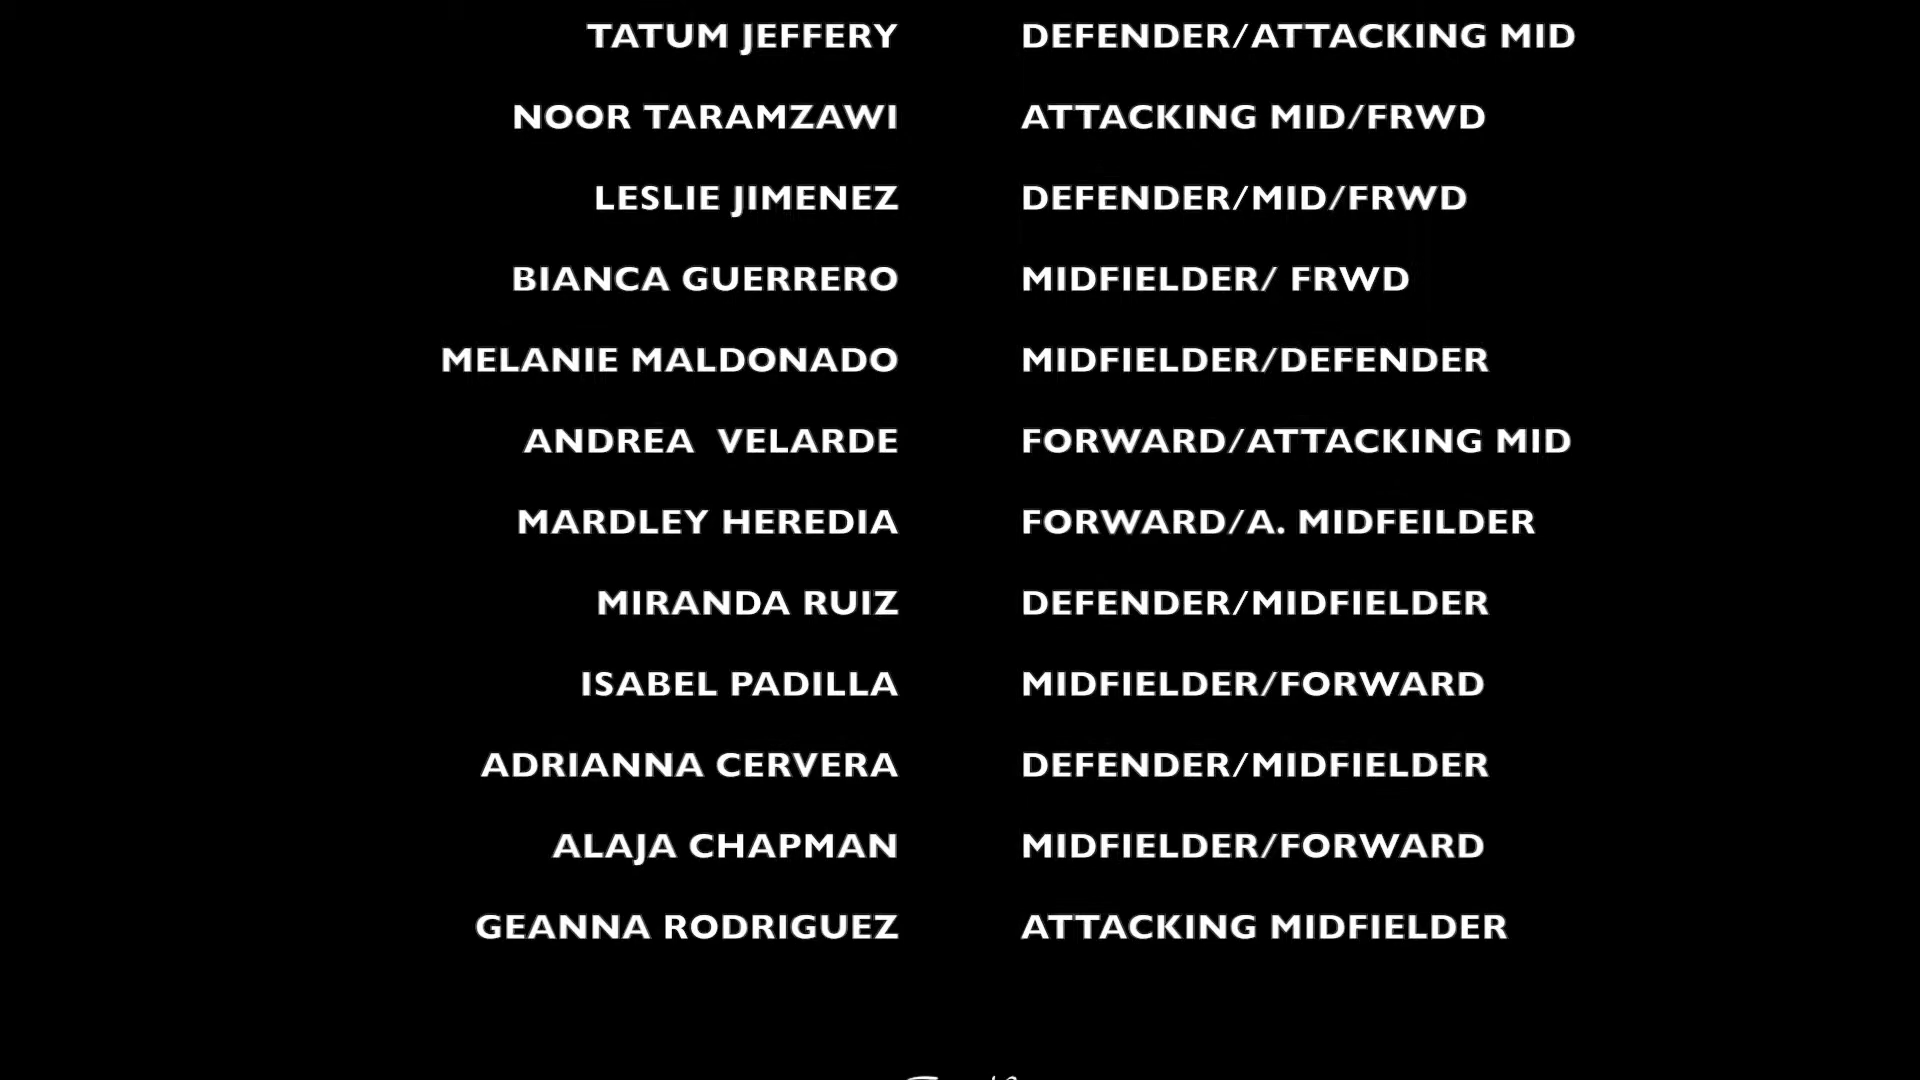 TATUM JEFFERY DEFENDER/ATTACKING MID
NOOR TARAMZAWI ATTACKING MID/FRWD
LESLIE JIMENEZ DEFENDER/MID/FRWD
BIANCA GUERRERO MIDFIELDER/ FRWD
MELANIE MALDONADO MIDFIELDER/DEFENDER
ANDREA  VELARDE FORWARD/ATTACKING MID
MARDLEY HEREDIA FORWARD/A. MIDFEILDER
MIRANDA RUIZ DEFENDER/MIDFIELDER
ISABEL PADILLA MIDFIELDER/FORWARD
ADRIANNA CERVERA DEFENDER/MIDFIELDER
ALAJA CHAPMAN MIDFIELDER/FORWARD
GEANNA RODRIGUEZ ATTACKING MIDFIELDER